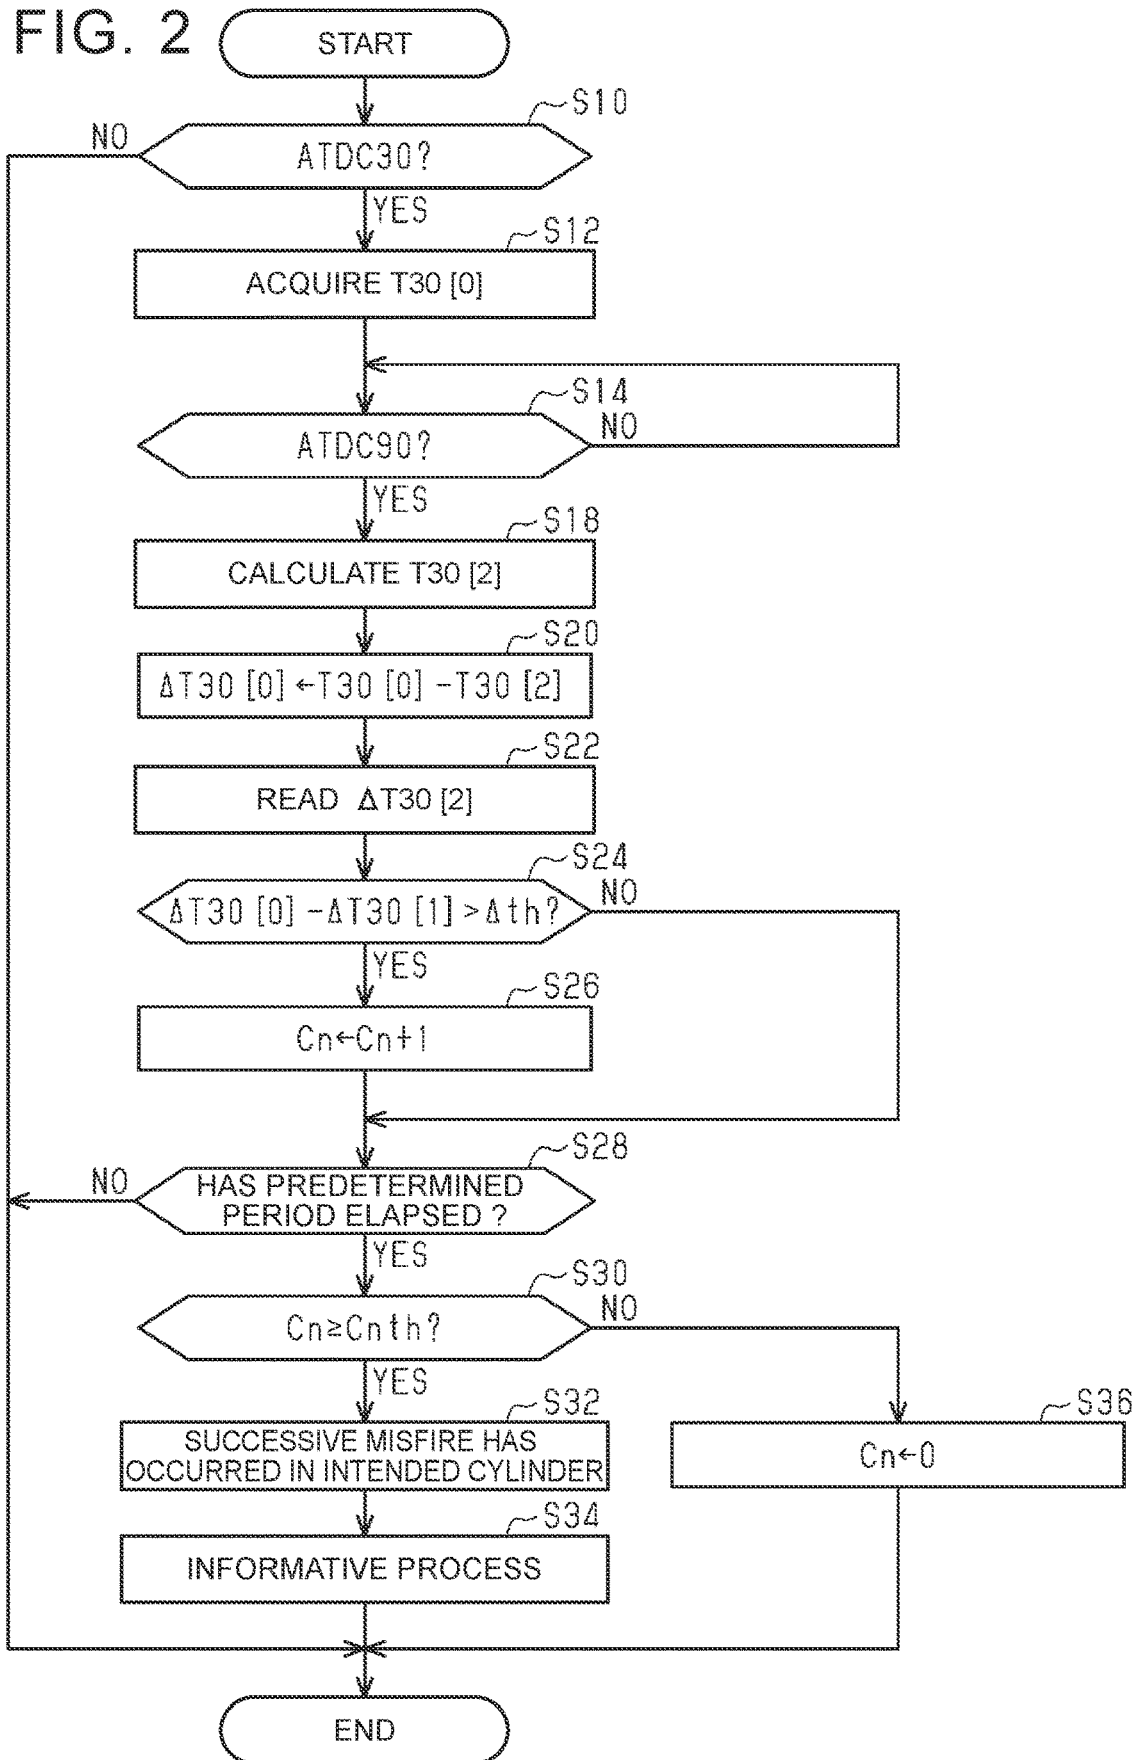 FIG. 2
START
S10
NO
ATDC30?
YES
S12
ACQUIRE T30 [0]
S14
NO
ATDC90?
YES
S18
CALCULATE T30 [2]
S20
ΔT30 [0] ←T30 [0] −T30 [2]
S22
READ ΔT30 [2]
S24
NO
ΔT30 [0] −ΔT30 [1] >Δth?
YES
S26
Cn←Cn+1
S28
NO
HAS PREDETERMINED
PERIOD ELAPSED ?
YES
S30
NO
Cn≥Cnth?
YES
S32
SUCCESSIVE MISFIRE HAS
OCCURRED IN INTENDED CYLINDER
S36
Cn←0
S34
INFORMATIVE PROCESS
END